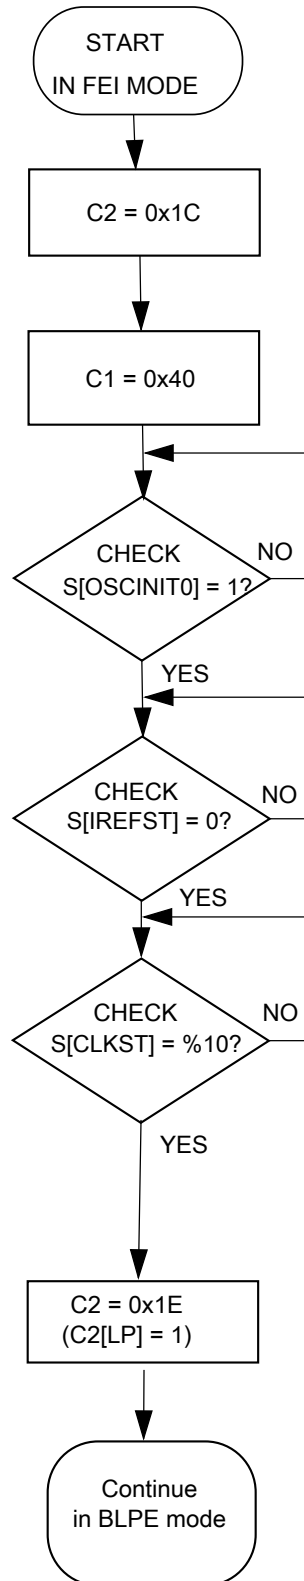 START
IN FEI MODE
C2 = 0x1C
C1 = 0x40
CHECK
S[OSCINIT0] = 1?
NO
YES
CHECK
S[IREFST] = 0?
NO
YES
CHECK
S[CLKST] = %10?
NO
YES
C2 = 0x1E
(C2[LP] = 1)
Continue
in BLPE mode